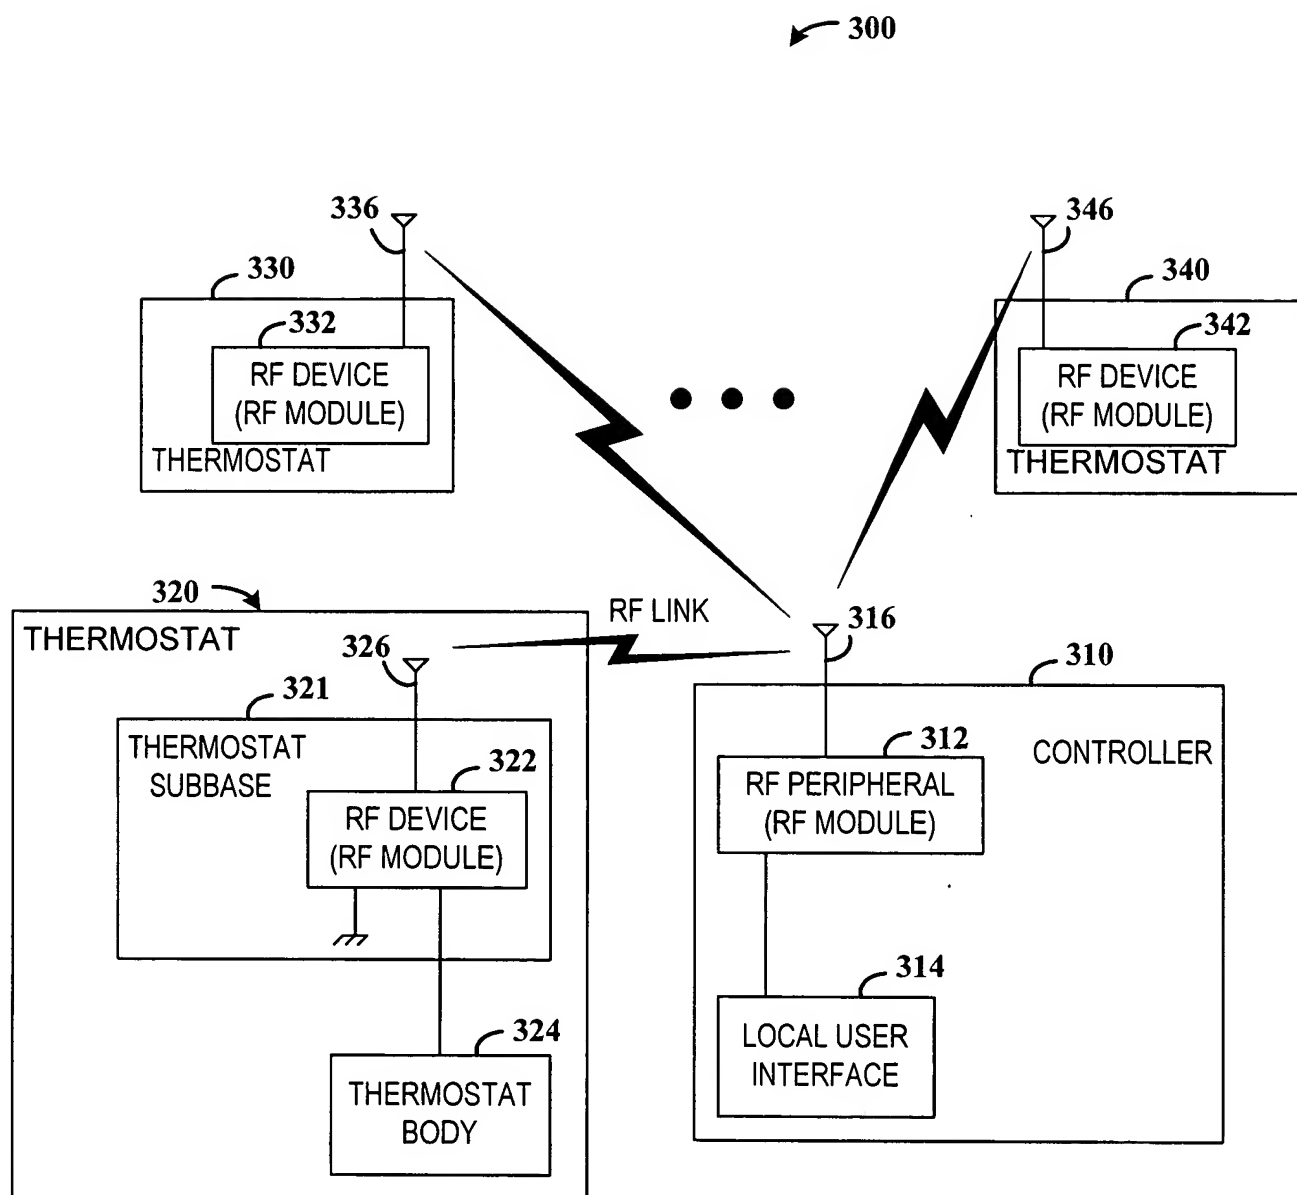 300
336
346
330
340
332
342
RF DEVICE
(RF MODULE)
THERMOSTAT
RF DEVICE
(RF MODULE)
THERMOSTAT
320
THERMOSTAT
RF LINK
326
316
321
310
THERMOSTAT
SUBBASE
322
RF DEVICE
(RF MODULE)
312
CONTROLLER
RF PERIPHERAL
(RF MODULE)
314
LOCAL USER
INTERFACE
324
THERMOSTAT
BODY